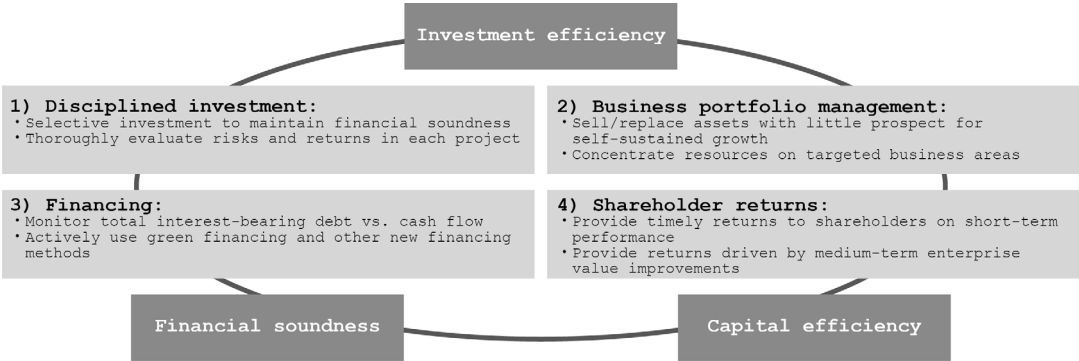 Investment efficiency
1) Disciplined investment:
・Selective investment to maintain financial soundness
・Thoroughly evaluate risks and returns in each project
2) Business portfolio management:
・Sell/replace assets with little prospect for
self-sustained growth
・Concentrate resources on targeted business areas
3) Financing:
・Monitor total interest-bearing debt vs. cash flow
・Actively use green financing and other new financing
methods
4) Shareholder returns:
・Provide timely returns to shareholders on short-term
performance
・Provide returns driven by medium-term enterprise
value improvements
Financial soundness
Capital efficiency